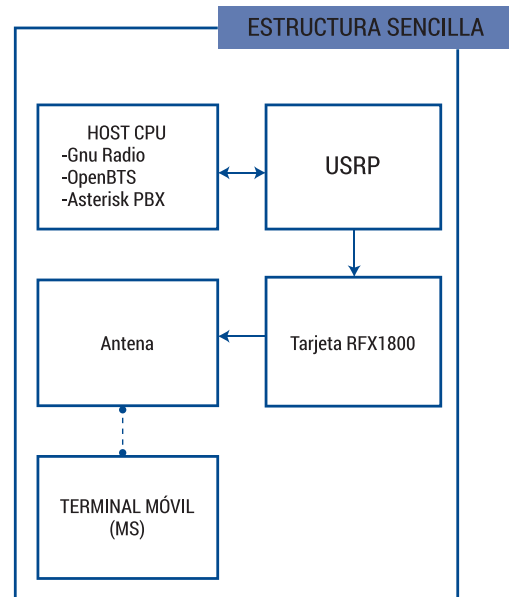 ESTRUCTURA SENCILLA
HOST CPU
-Gnu Radio
-OpenBTS
-Asterisk PBX
USRP
Antena
Tarjeta RFX1800
TERMINAL MÓVIL
(MS)